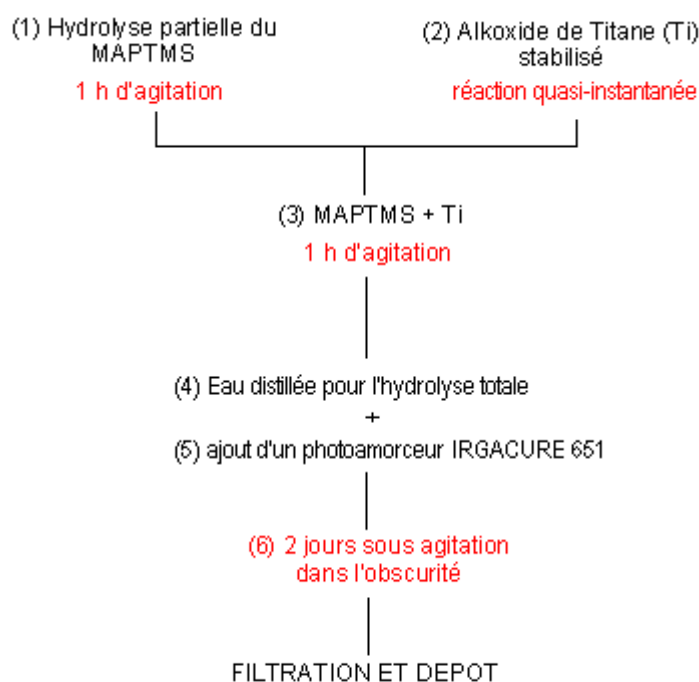 (1) Hydrolyse partielle du
MAPTMS
1 h d'agitation
(2) Alkoxide de Titane (Ti)
stabilisé
réaction quasi-instantanée
(3) MAPTMS + Ti
1 h d'agitation
(4) Eau distillée pour l'hydrolyse totale
+
(5) ajout d'un photoamorceur IRGACURE 651
(6) 2 jours sous agitation
dans l'obscurité
FILTRATION ET DEPOT